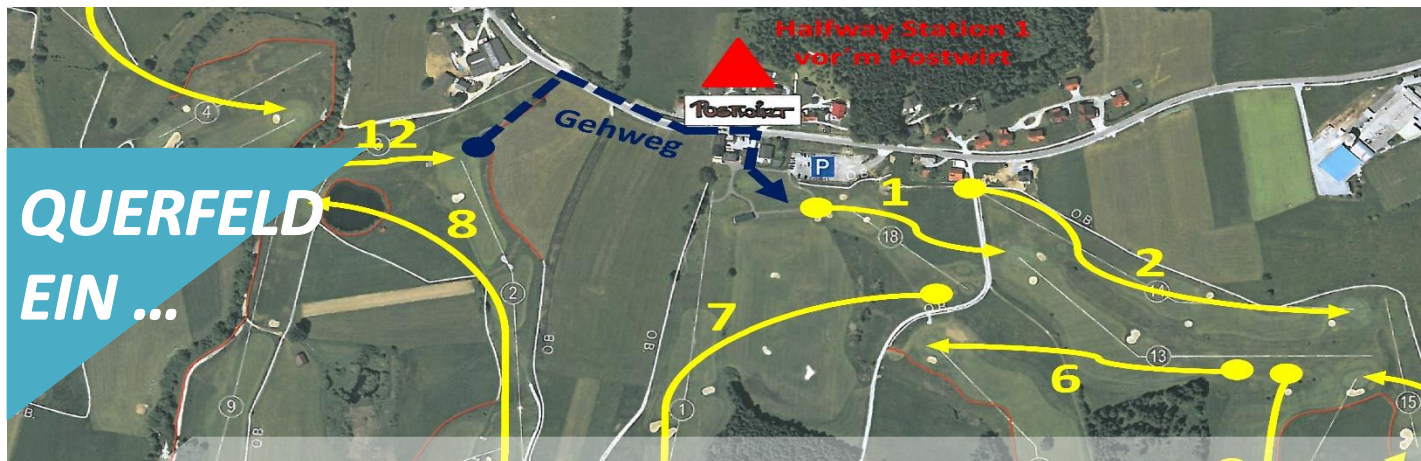 Halfway Station 1
vor´m Postwirt
POSTWIRT
Gehweg
P
QUERFELD
EIN ...
12
8
7
1
2
6
4
18
14
13
15
2
1
9
O.B.
O.B.
O.B.
O.B.
O.B.
O.B.